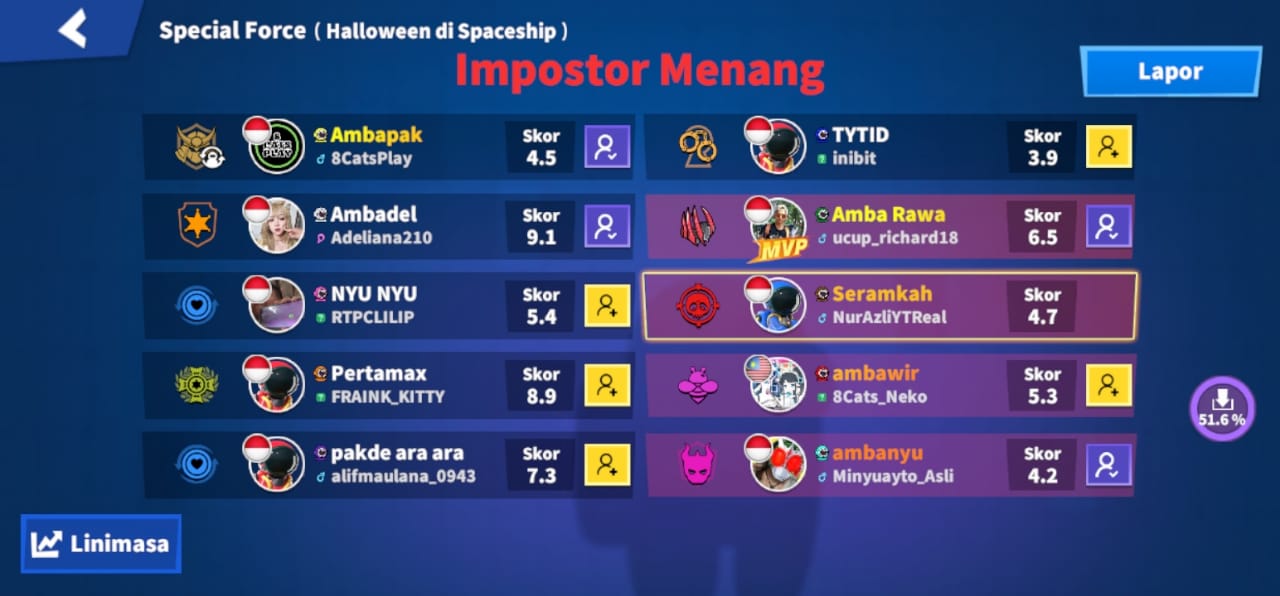 Special Force ( Halloween di Spaceship )
Impostor Menang
Lapor
Ambapak
8CatsPlay
Skor
4.5
TYTID
inibit
Skor
3.9
Ambadel
Adeliana210
Skor
9.1
MVP
Amba Rawa
ucup_richard18
Skor
6.5
NYU NYU
RTPCLILIP
Skor
5.4
Seramkah
NurAzliYTReal
Skor
4.7
Pertamax
FRAINK_KITTY
Skor
8.9
ambawir
8Cats_Neko
Skor
5.3
51.6 %
pakde ara ara
alifmaulana_0943
Skor
7.3
ambanyu
Minyuayto_Asli
Skor
4.2
Linimasa